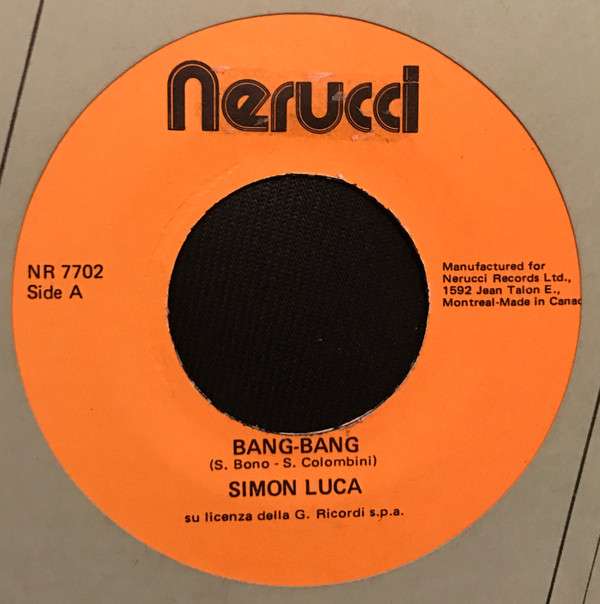 Nerucci
NR 7702
Side A
Manufactured for
Nerucci Records Ltd.,
1592 Jean Talon E.,
Montreal-Made in Canad
BANG-BANG
(S. Bono - S. Colombini)
SIMON LUCA
su licenza della G. Ricordi s.p.a.